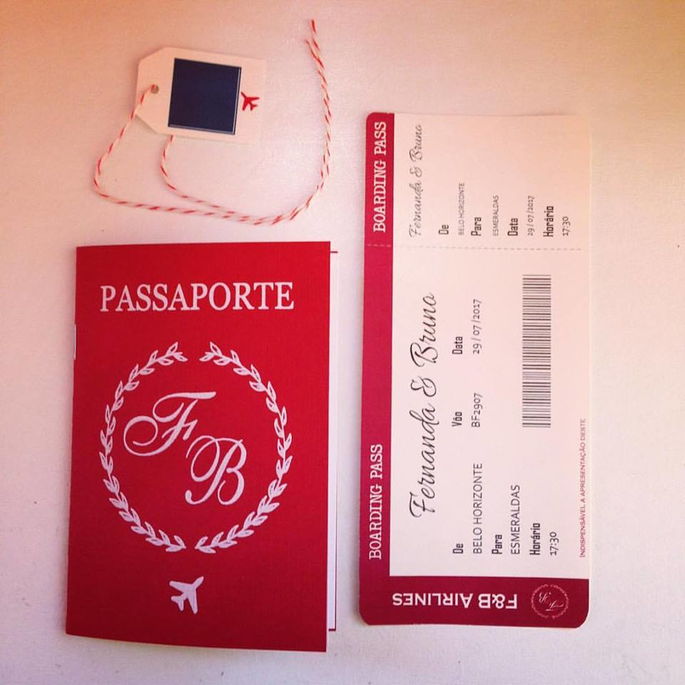 PASSAPORTE
F
B
BOARDING PASS
Fernanda & Bruno
De
BELO HORIZONTE
Para
ESMERALDAS
Data
29/07/2017
Horário
17:30
BOARDING PASS
Fernanda & Bruno
De
Vôo
Data
BELO HORIZONTE
BF2907
29/07/2017
Para
ESMERALDAS
Horário
17:30
INDISPENSÁVEL A APRESENTAÇÃO DESTE
F&B AIRLINES